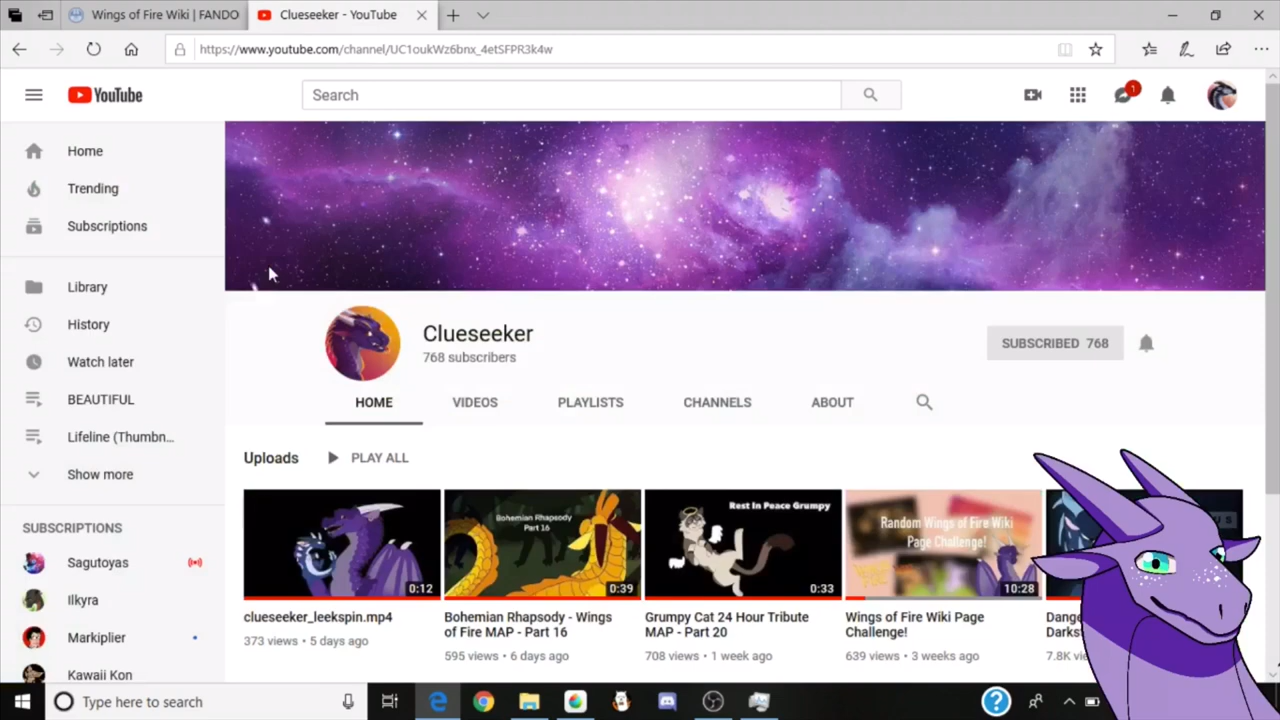 Wings of Fire Wiki | FANDO
Clueseeker - YouTube
https://www.youtube.com/channel/UC1oukWz6bnx_4etSFPR3k4w
YouTube
Search
1
Home
Trending
Subscriptions
Library
History
Watch later
BEAUTIFUL
Lifeline (Thumbn...
Show more
SUBSCRIPTIONS
Sagutoyas
Ilkyra
Markiplier
Kawaii Kon
Clueseeker
768 subscribers
SUBSCRIBED 768
HOME
VIDEOS
PLAYLISTS
CHANNELS
ABOUT
Uploads
PLAY ALL
0:12
clueseeker_leekspin.mp4
373 views • 5 days ago
Bohemian Rhapsody
Part 16
0:39
Bohemian Rhapsody - Wings
of Fire MAP - Part 16
595 views • 6 days ago
Rest In Peace Grumpy
0:33
Grumpy Cat 24 Hour Tribute
MAP - Part 20
708 views • 1 week ago
Random Wings of Fire Wiki
Page Challenge!
10:28
Wings of Fire Wiki Page
Challenge!
639 views • 3 weeks ago
Dange
Darks
7.8K
Type here to search
?